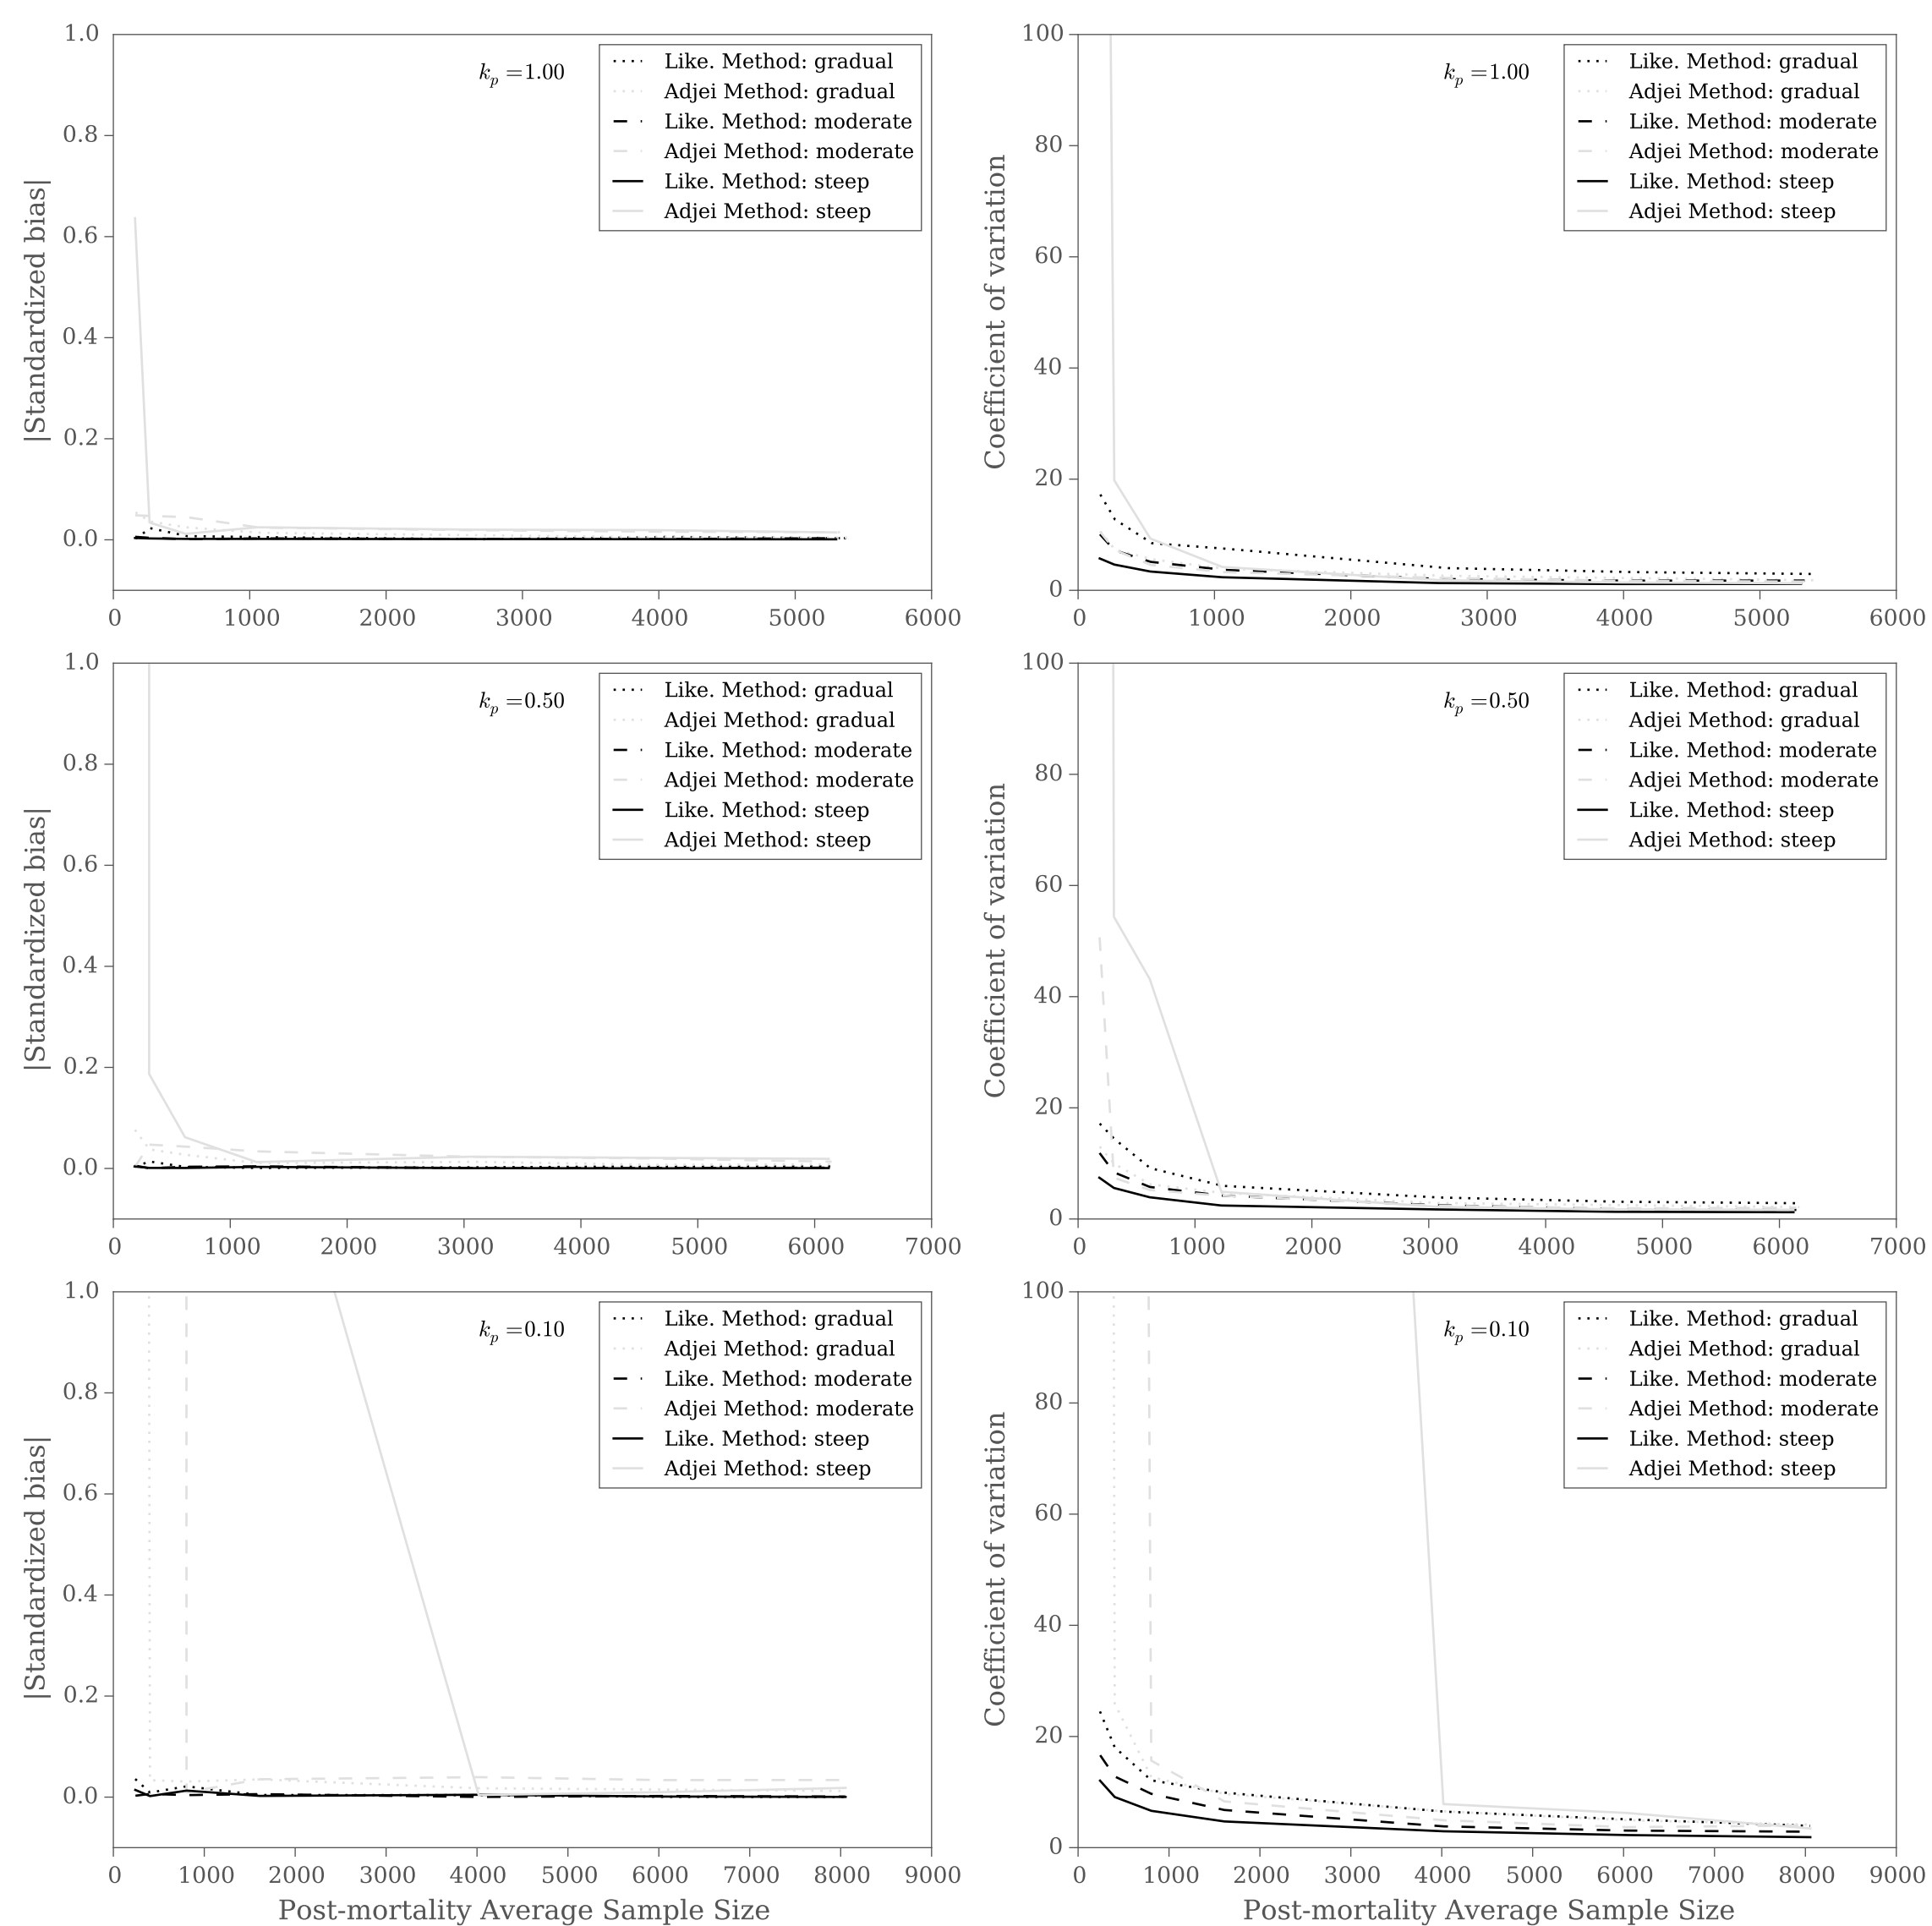 |Standardized bias|
1.0
0.8
0.6
0.4
0.2
0.0
k_p =1.00
Like. Method: gradual
Adjei Method: gradual
Like. Method: moderate
Adjei Method: moderate
Like. Method: steep
Adjei Method: steep
0 1000 2000 3000 4000 5000 6000
Coefficient of variation
100
80
60
40
20
0
k_p =1.00
Like. Method: gradual
Adjei Method: gradual
Like. Method: moderate
Adjei Method: moderate
Like. Method: steep
Adjei Method: steep
0 1000 2000 3000 4000 5000 6000
|Standardized bias|
1.0
0.8
0.6
0.4
0.2
0.0
k_p =0.50
Like. Method: gradual
Adjei Method: gradual
Like. Method: moderate
Adjei Method: moderate
Like. Method: steep
Adjei Method: steep
0 1000 2000 3000 4000 5000 6000 7000
Coefficient of variation
100
80
60
40
20
0
k_p =0.50
Like. Method: gradual
Adjei Method: gradual
Like. Method: moderate
Adjei Method: moderate
Like. Method: steep
Adjei Method: steep
0 1000 2000 3000 4000 5000 6000 7000
|Standardized bias|
1.0
0.8
0.6
0.4
0.2
0.0
k_p =0.10
Like. Method: gradual
Adjei Method: gradual
Like. Method: moderate
Adjei Method: moderate
Like. Method: steep
Adjei Method: steep
0 1000 2000 3000 4000 5000 6000 7000 8000 9000
Post-mortality Average Sample Size
Coefficient of variation
100
80
60
40
20
0
k_p =0.10
Like. Method: gradual
Adjei Method: gradual
Like. Method: moderate
Adjei Method: moderate
Like. Method: steep
Adjei Method: steep
0 1000 2000 3000 4000 5000 6000 7000 8000 9000
Post-mortality Average Sample Size